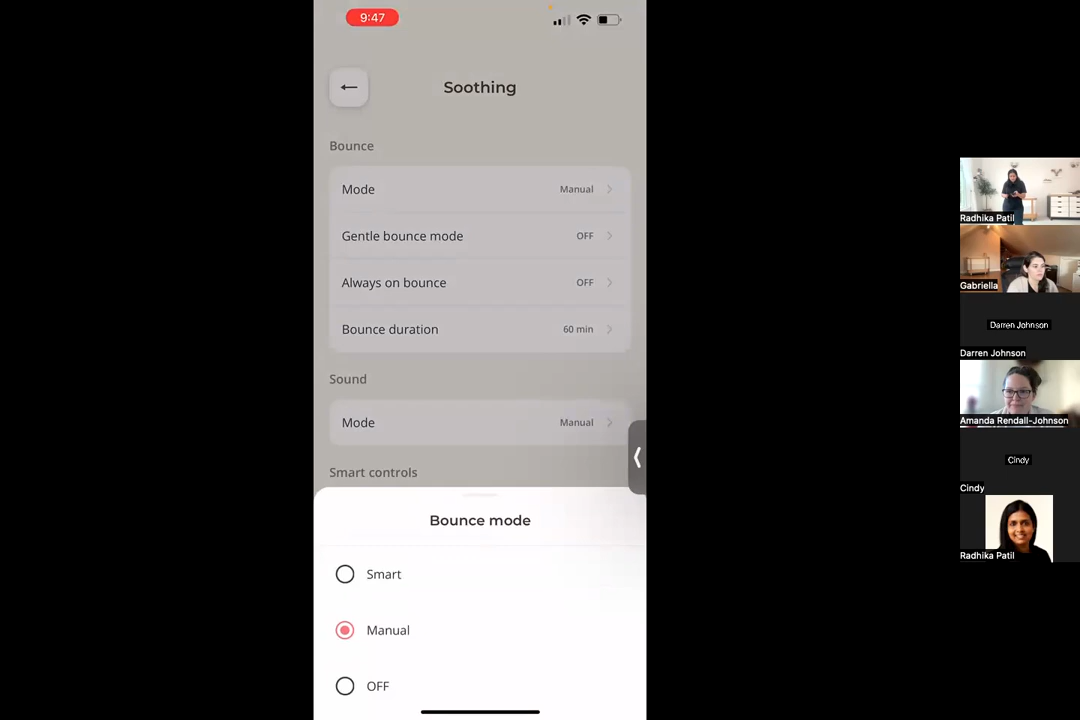 9:47
Soothing
Bounce
Mode Manual
Gentle bounce mode OFF
Always on bounce OFF
Bounce duration 60 min
Sound
Mode Manual
Smart controls
Bounce mode
Smart
Manual
OFF
Radhika Patil
Gabriella
Darren Johnson
Darren Johnson
Amanda Rendall-Johnson
Cindy
Cindy
Radhika Patil